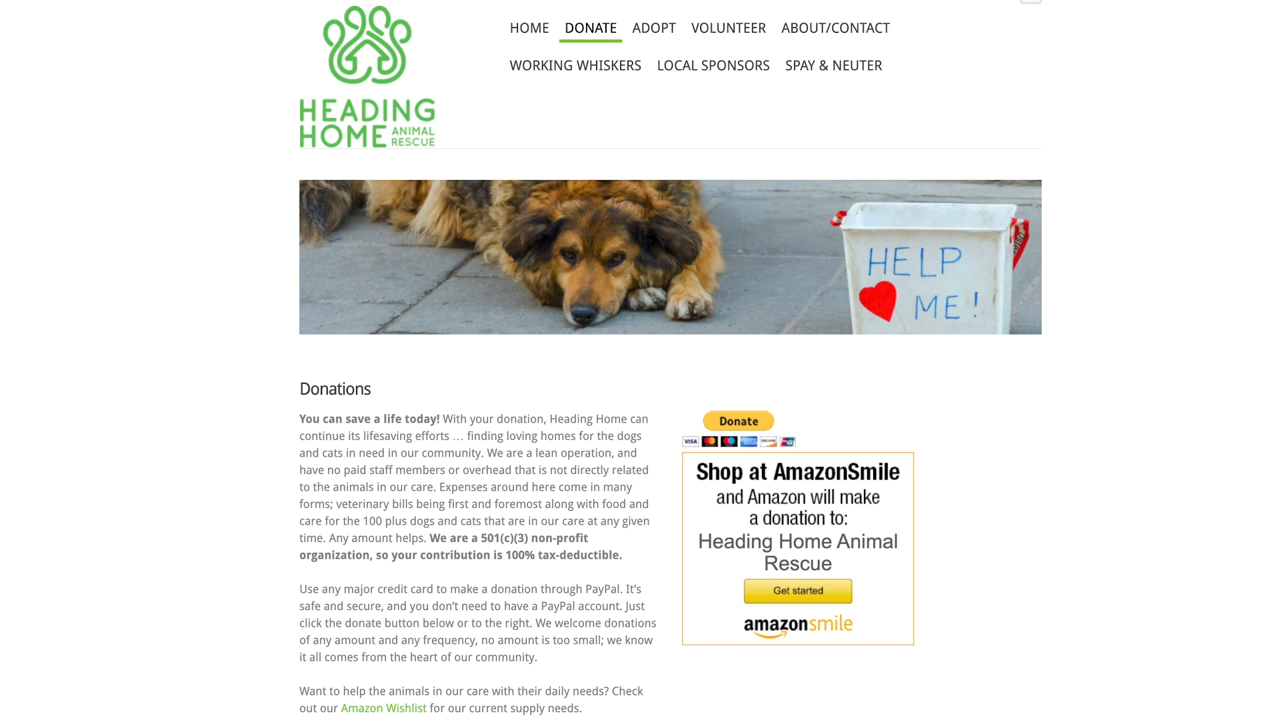 HOME DONATE ADOPT VOLUNTEER ABOUT/CONTACT
WORKING WHISKERS LOCAL SPONSORS SPAY & NEUTER
HEADING
HOME ANIMAL RESCUE
HELP
ME!
Donations
You can save a life today! With your donation, Heading Home can
continue its lifesaving efforts … finding loving homes for the dogs
and cats in need in our community. We are a lean operation, and
have no paid staff members or overhead that is not directly related
to the animals in our care. Expenses around here come in many
forms; veterinary bills being first and foremost along with food and
care for the 100 plus dogs and cats that are in our care at any given
time. Any amount helps. We are a 501(c)(3) non-profit
organization, so your contribution is 100% tax-deductible.
Use any major credit card to make a donation through PayPal. It's
safe and secure, and you don't need to have a PayPal account. Just
click the donate button below or to the right. We welcome donations
of any amount and any frequency, no amount is too small; we know
it all comes from the heart of our community.
Want to help the animals in our care with their daily needs? Check
out our Amazon Wishlist for our current supply needs.
Donate
VISA
Shop at AmazonSmile
and Amazon will make
a donation to:
Heading Home Animal
Rescue
Get started
amazonsmile